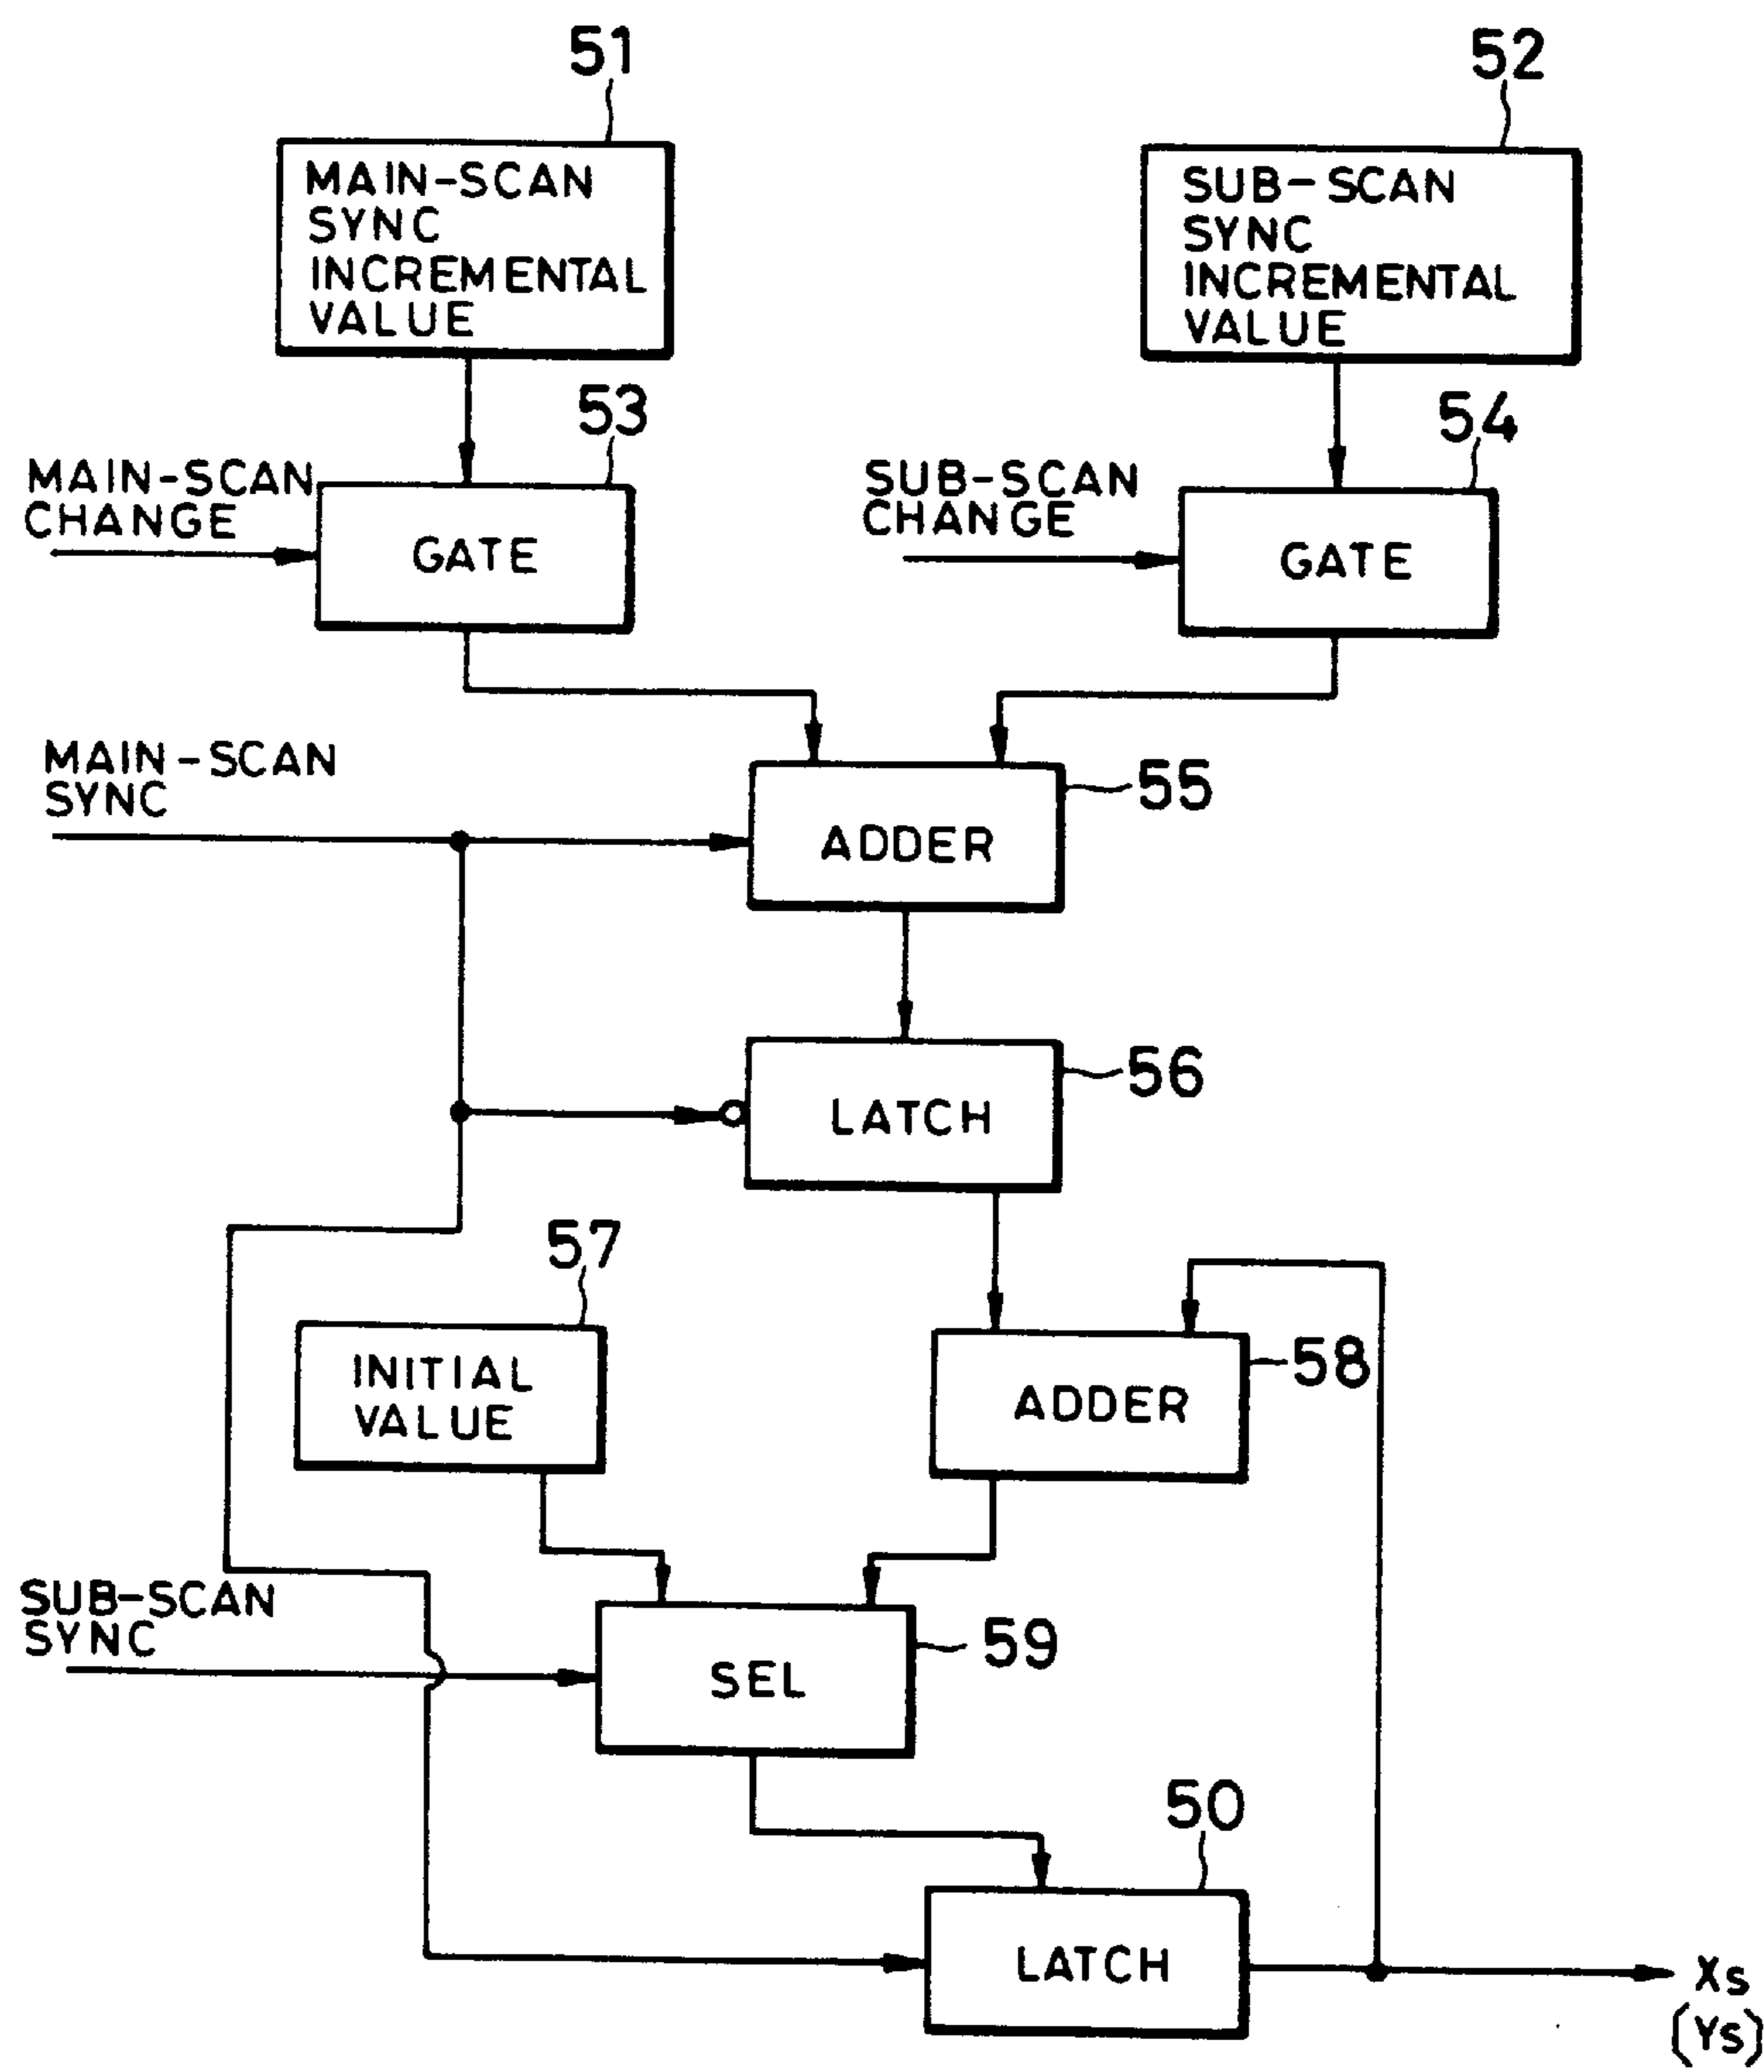 51
52
MAIN-SCAN
SYNC
INCREMENTAL
VALUE
SUB-SCAN
SYNC
INCREMENTAL
VALUE
53
54
MAIN-SCAN
CHANGE
GATE
SUB-SCAN
CHANGE
GATE
MAIN-SCAN
SYNC
55
ADDER
56
LATCH
57
INITIAL
VALUE
58
ADDER
SUB-SCAN
SYNC
59
SEL
50
LATCH
Xs
(Ys)